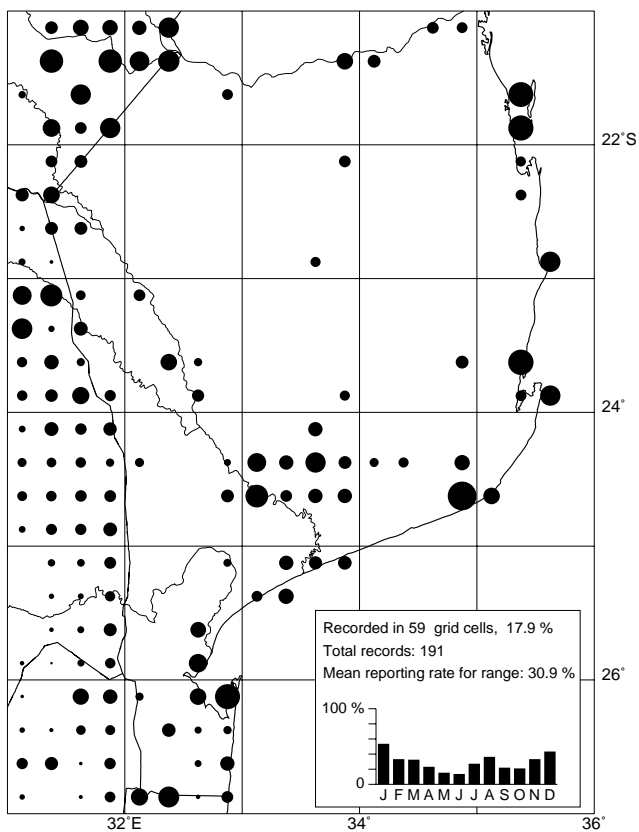 22˚S
24˚
Recorded in 59 grid cells, 17.9 %
Total records: 191
Mean reporting rate for range: 30.9 %
26˚
100 %
0
J F M A M J J A S O N D
32˚E
34˚
36˚